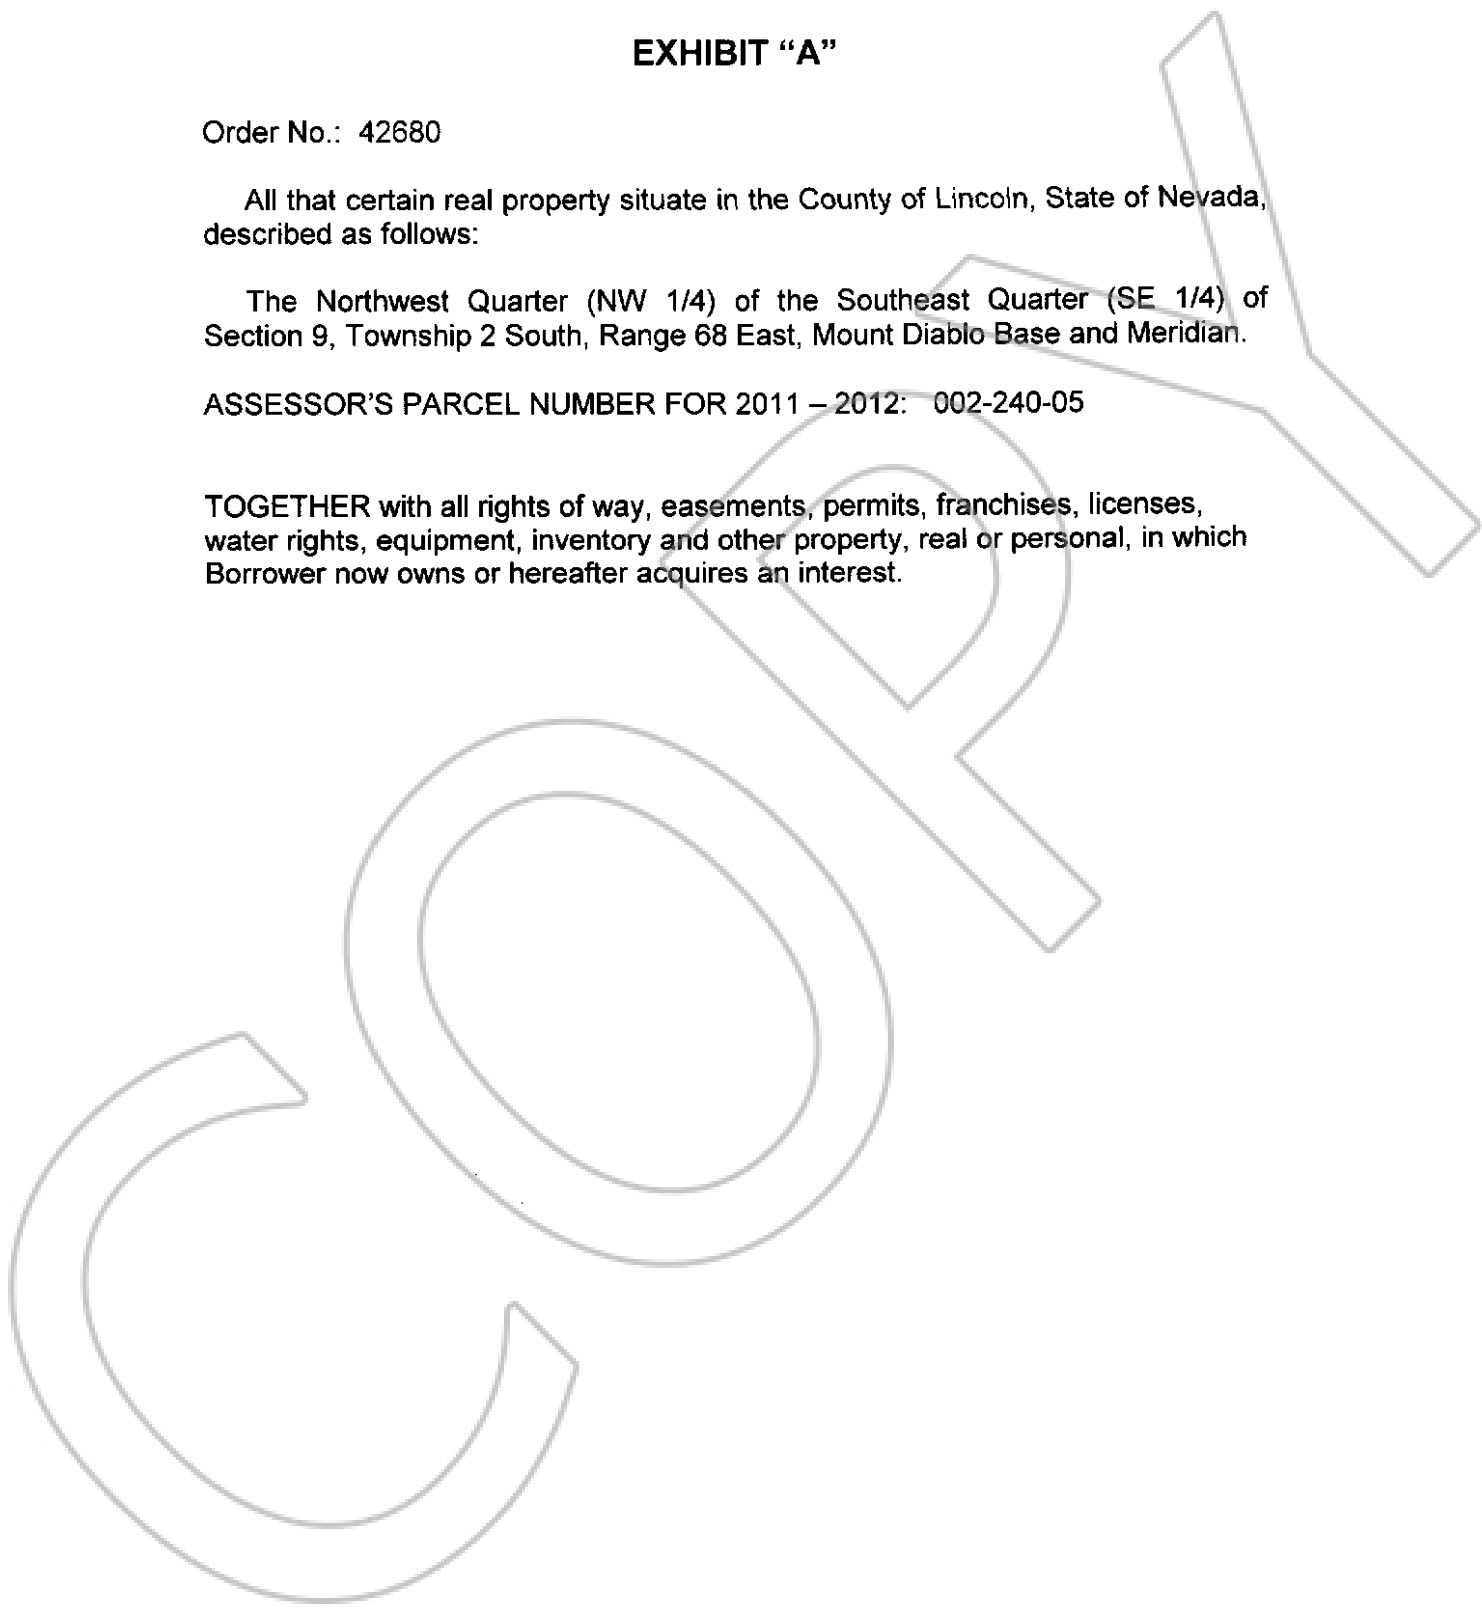 EXHIBIT “A”
Order No.: 42680
All that certain real property situate in the County of Lincoln, State of Nevada,
described as follows:
The Northwest Quarter (NW 1/4) of the Southeast Quarter (SE 1/4) of
Section 9, Township 2 South, Range 68 East, Mount Diablo Base and Meridian.
ASSESSOR'S PARCEL NUMBER FOR 2011 – 2012: 002-240-05
TOGETHER with all rights of way, easements, permits, franchises, licenses,
water rights, equipment, inventory and other property, real or personal, in which
Borrower now owns or hereafter acquires an interest.
COPY